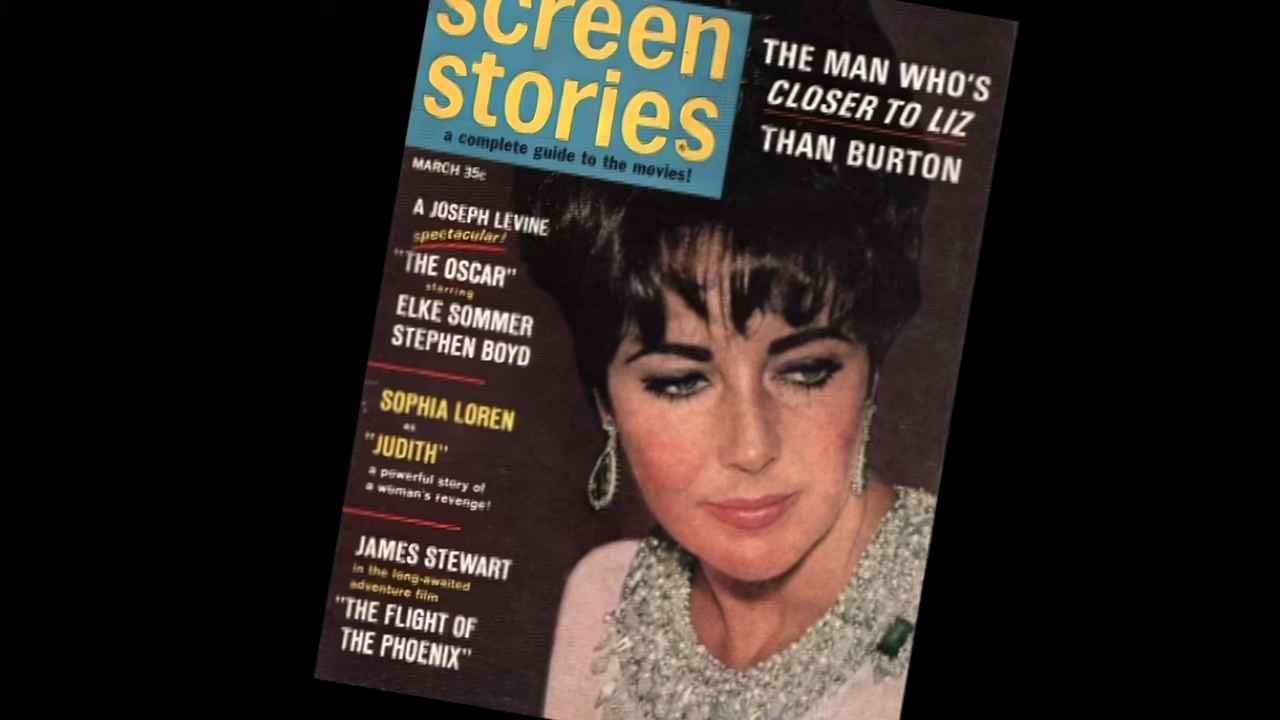 screen
stories
a complete guide to the movies!
THE MAN WHO'S
CLOSER TO LIZ
THAN BURTON
MARCH 35c
A JOSEPH LEVINE
spectacular!
"THE OSCAR"
starring
ELKE SOMMER
STEPHEN BOYD
SOPHIA LOREN
as
"JUDITH"
a powerful story of
a woman's revenge!
JAMES STEWART
in the long-awaited
adventure film
"THE FLIGHT OF
THE PHOENIX"